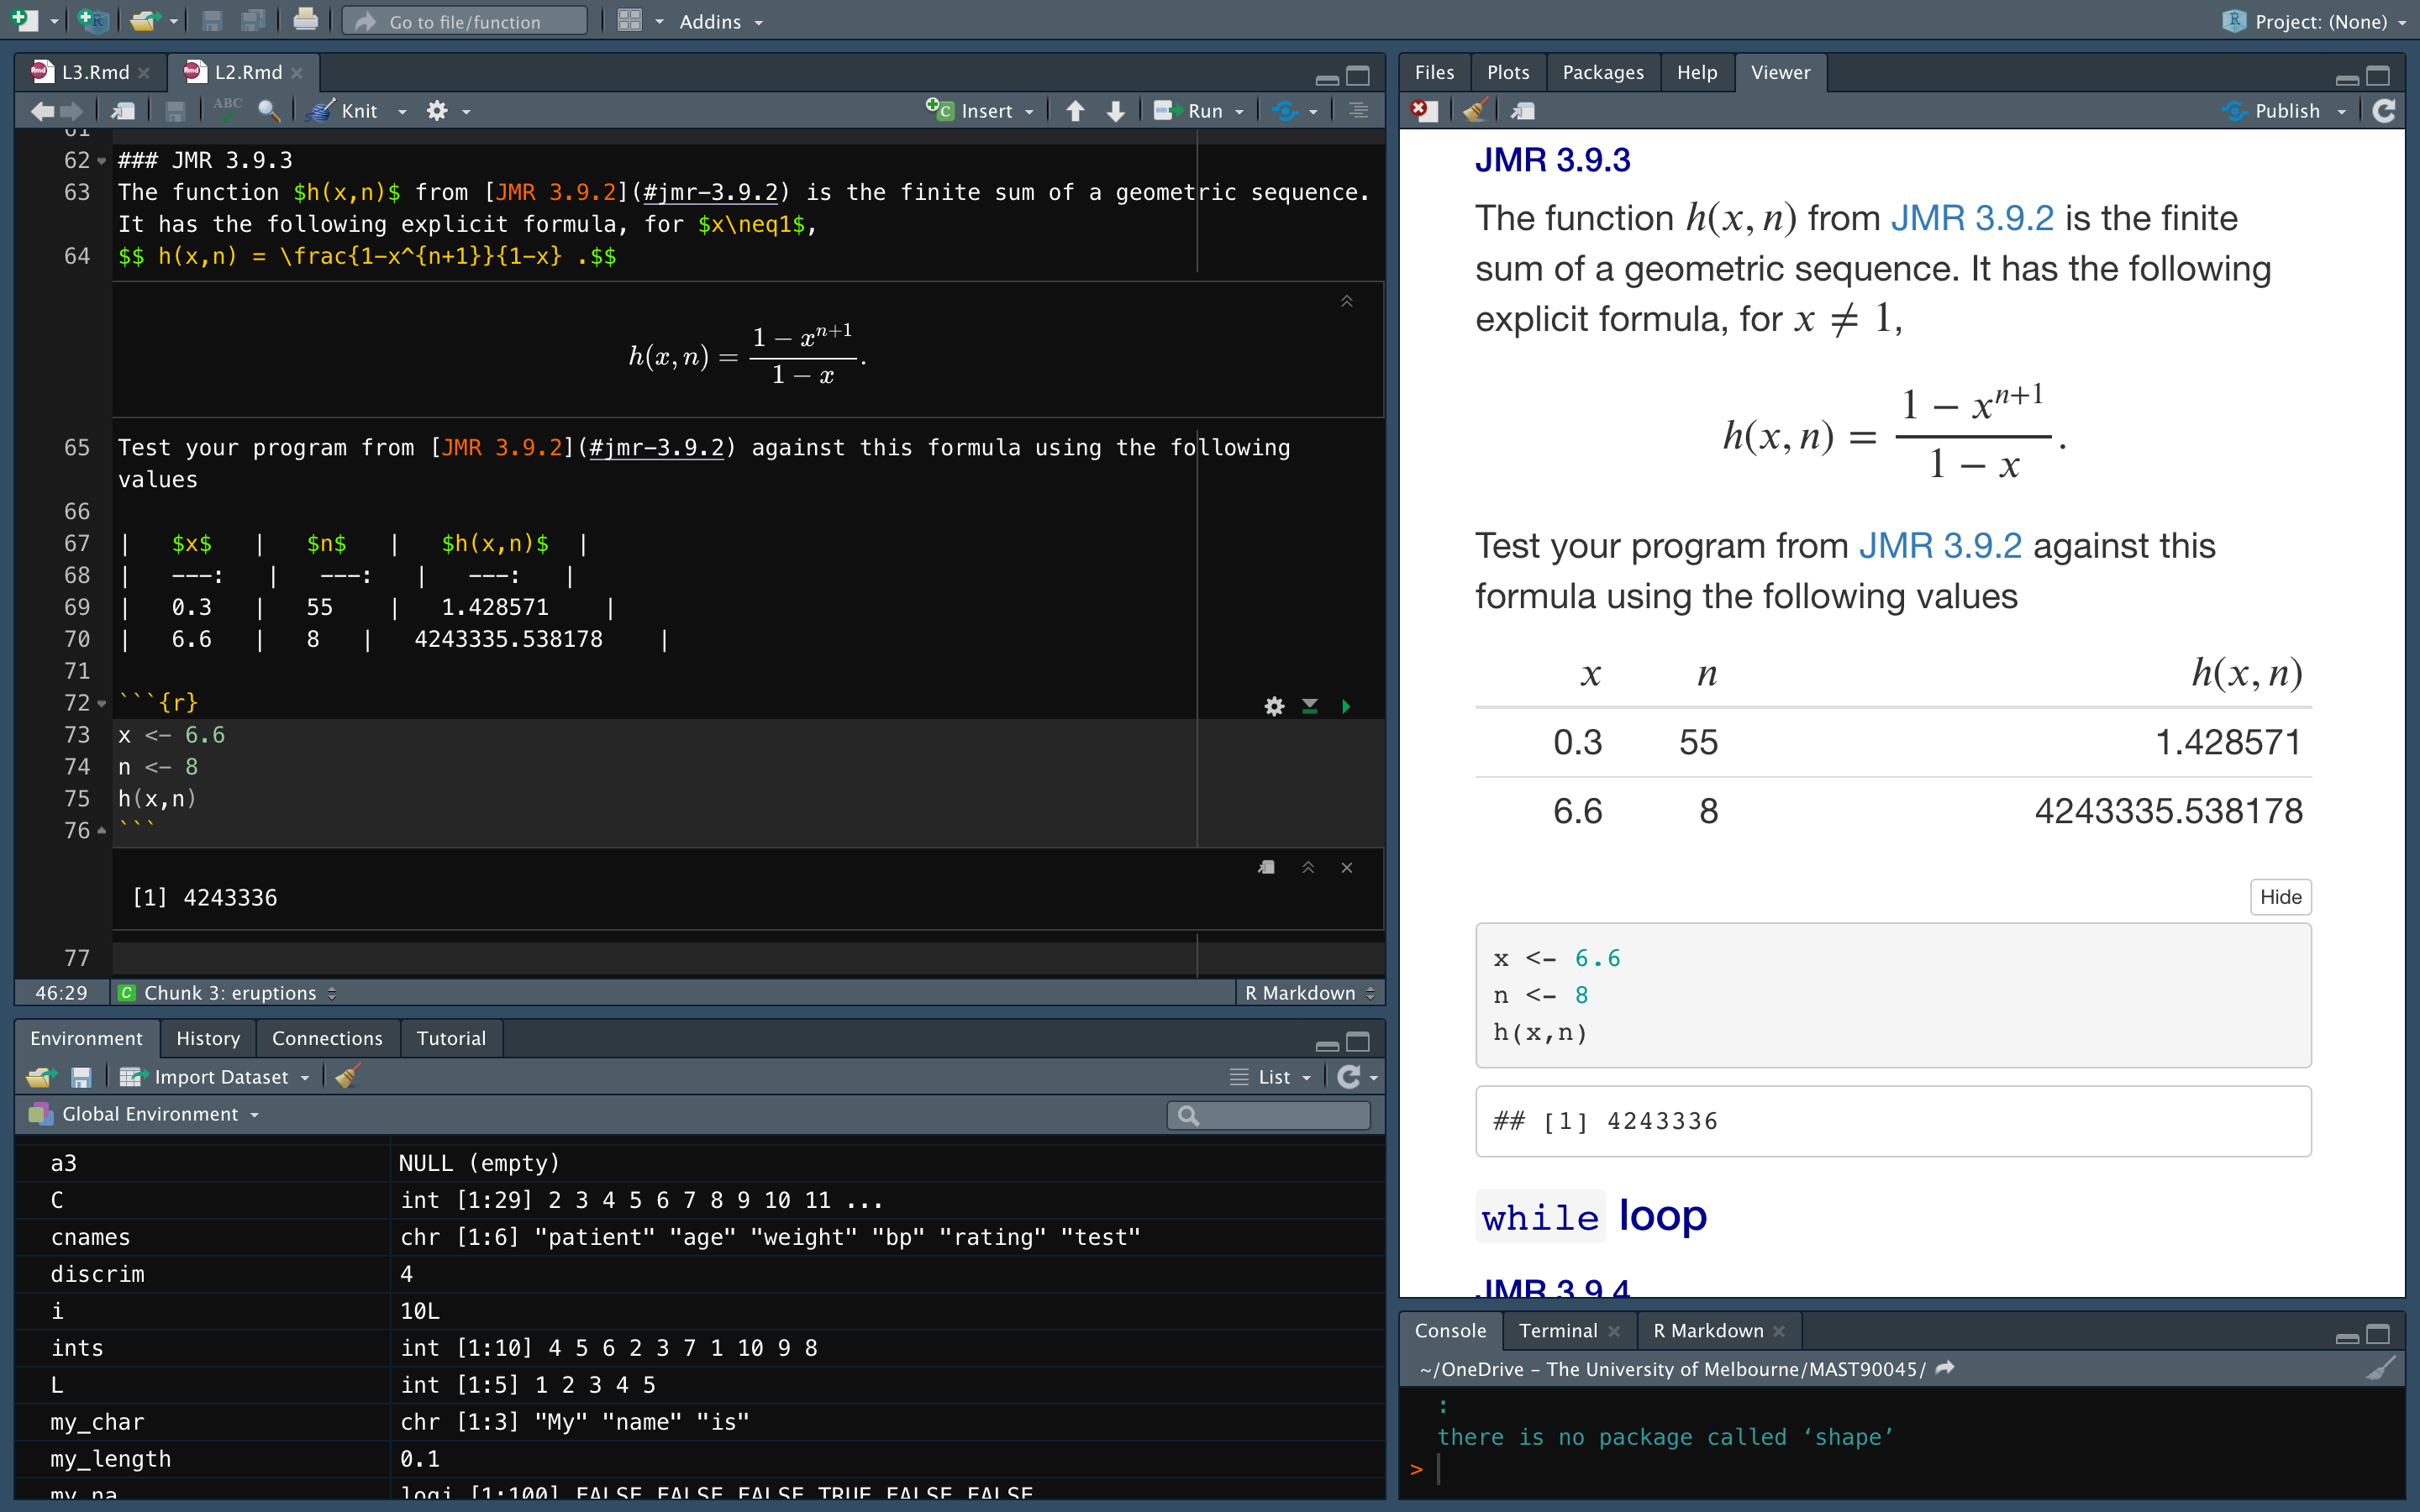 Go to file/function
Addins
Project: (None)
L3.Rmd
L2.Rmd
ABC
Knit
Insert
Run
62
### JMR 3.9.3
63
The function $h(x,n)$ from [JMR 3.9.2](#jmr-3.9.2) is the finite sum of a geometric sequence.
It has the following explicit formula, for $x\neq1$,
64
$$ h(x,n) = \frac{1-x^{n+1}}{1-x} .$$
h(x, n) = \frac{1 - x^{n+1}}{1 - x}.
65
Test your program from [JMR 3.9.2](#jmr-3.9.2) against this formula using the following
values
66
67
| $x$ | $n$ | $h(x,n)$ |
68
| ---: | ---: | ---: |
69
| 0.3 | 55 | 1.428571 |
70
| 6.6 | 8 | 4243335.538178 |
71
72
```{r}
73
x <- 6.6
74
n <- 8
75
h(x,n)
76
```
[1] 4243336
77
46:29
C Chunk 3: eruptions
R Markdown
Environment
History
Connections
Tutorial
Import Dataset
List
Global Environment
a3 NULL (empty)
C int [1:29] 2 3 4 5 6 7 8 9 10 11 ...
cnames chr [1:6] "patient" "age" "weight" "bp" "rating" "test"
discrim 4
i 10L
ints int [1:10] 4 5 6 2 3 7 1 10 9 8
L int [1:5] 1 2 3 4 5
my_char chr [1:3] "My" "name" "is"
my_length 0.1
my_na logi [1:100] FALSE FALSE FALSE TRUE FALSE FALSE
Files
Plots
Packages
Help
Viewer
Publish
JMR 3.9.3
The function h(x, n) from JMR 3.9.2 is the finite
sum of a geometric sequence. It has the following
explicit formula, for x ≠ 1,
h(x, n) = \frac{1 - x^{n+1}}{1 - x}.
Test your program from JMR 3.9.2 against this
formula using the following values
x n h(x, n)
0.3 55 1.428571
6.6 8 4243335.538178
Hide
x <- 6.6
n <- 8
h(x,n)
## [1] 4243336
while loop
JMR 3.9.4
Console
Terminal
R Markdown
~/OneDrive - The University of Melbourne/MAST90045/
:
there is no package called ‘shape’
>